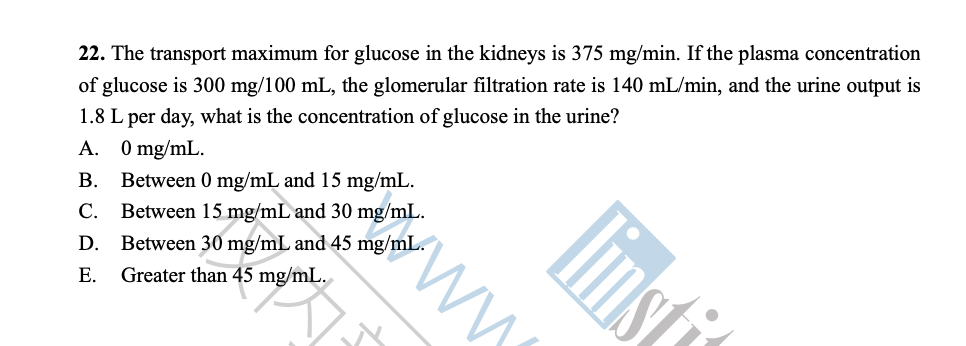 22. The transport maximum for glucose in the kidneys is 375 mg/min. If the plasma concentration
of glucose is 300 mg/100 mL, the glomerular filtration rate is 140 mL/min, and the urine output is
1.8 L per day, what is the concentration of glucose in the urine?
A. 0 mg/mL.
B. Between 0 mg/mL and 15 mg/mL.
C. Between 15 mg/mL and 30 mg/mL.
D. Between 30 mg/mL and 45 mg/mL.
E. Greater than 45 mg/mL.
www